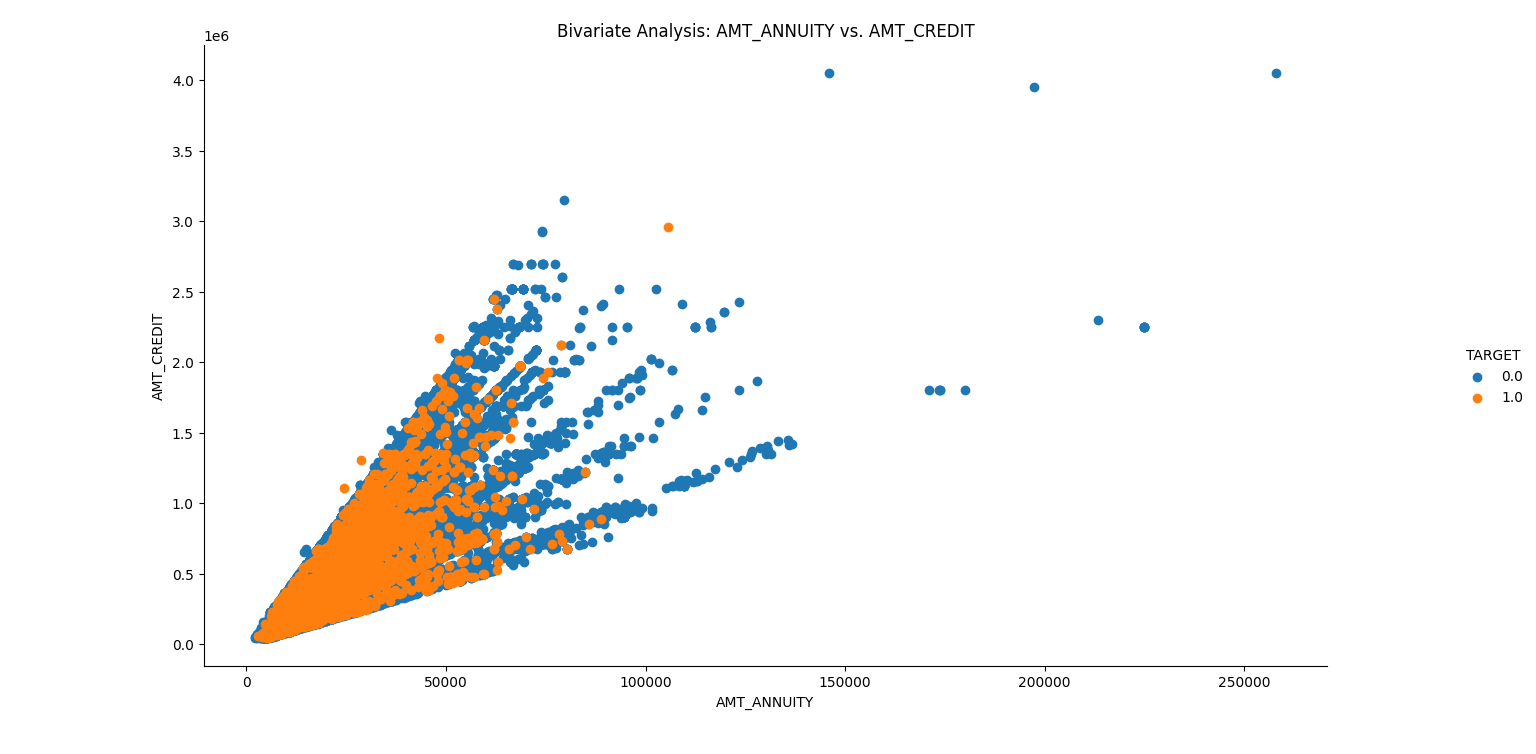 Bivariate Analysis: AMT_ANNUITY vs. AMT_CREDIT
1e6
4.0
3.5
3.0
2.5
2.0
1.5
1.0
0.5
0.0
AMT_CREDIT
0 50000 100000 150000 200000 250000
AMT_ANNUITY
TARGET
0.0
1.0